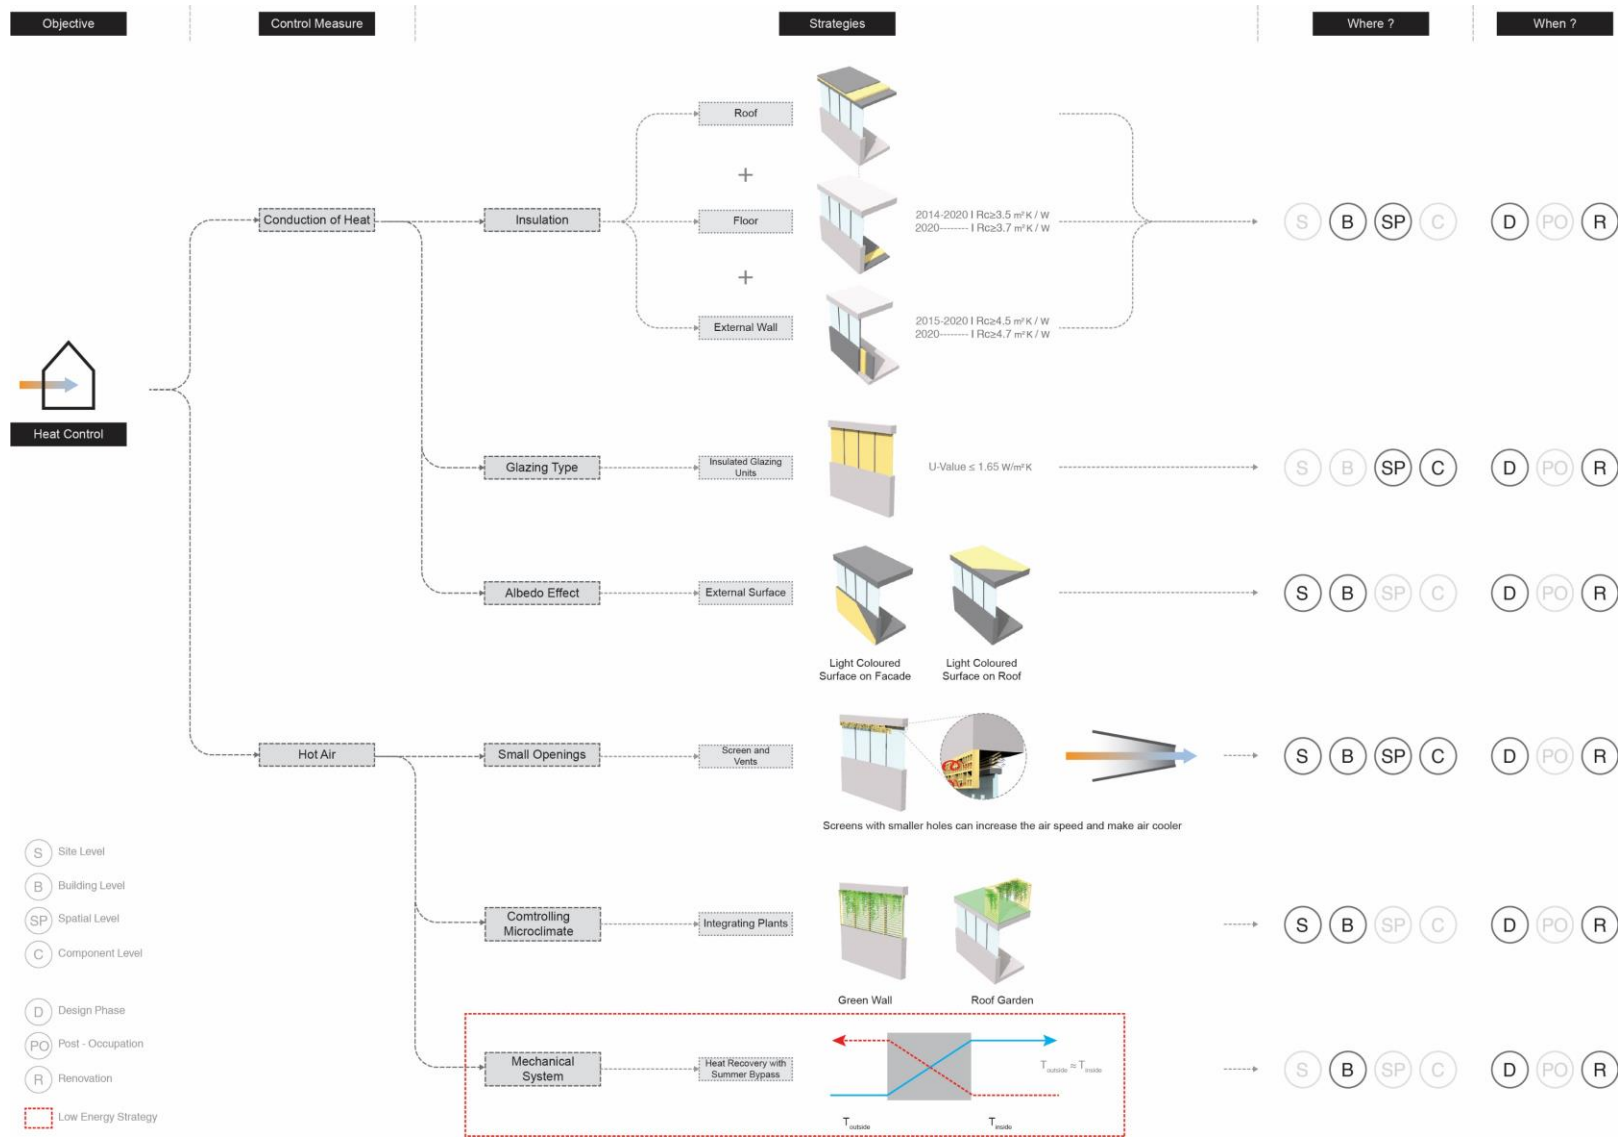 Objective
Control Measure
Strategies
Where ?
When ?
Roof
+
Conduction of Heat
Insulation
Floor
2014-2020 I Rc≥3.5 m²K / W
2020-------- I Rc≥3.7 m²K / W
S B SP C
D PO R
+
External Wall
2015-2020 I Rc≥4.5 m²K / W
2020-------- I Rc≥4.7 m²K / W
Heat Control
Glazing Type
Insulated Glazing
Units
U-Value ≤ 1.65 W/m²K
S B SP C
D PO R
Albedo Effect
External Surface
S B SP C
D PO R
Light Coloured
Surface on Facade
Light Coloured
Surface on Roof
Hot Air
Small Openings
Screen and
Vents
S B SP C
D PO R
Screens with smaller holes can increase the air speed and make air cooler
Comtrolling
Microclimate
Integrating Plants
S B SP C
D PO R
Green Wall
Roof Garden
Mechanical
System
Heat Recovery with
Summer Bypass
T outside ≈ T inside
T outside
T inside
S B SP C
D PO R
S Site Level
B Building Level
SP Spatial Level
C Component Level
D Design Phase
PO Post - Occupation
R Renovation
Low Energy Strategy